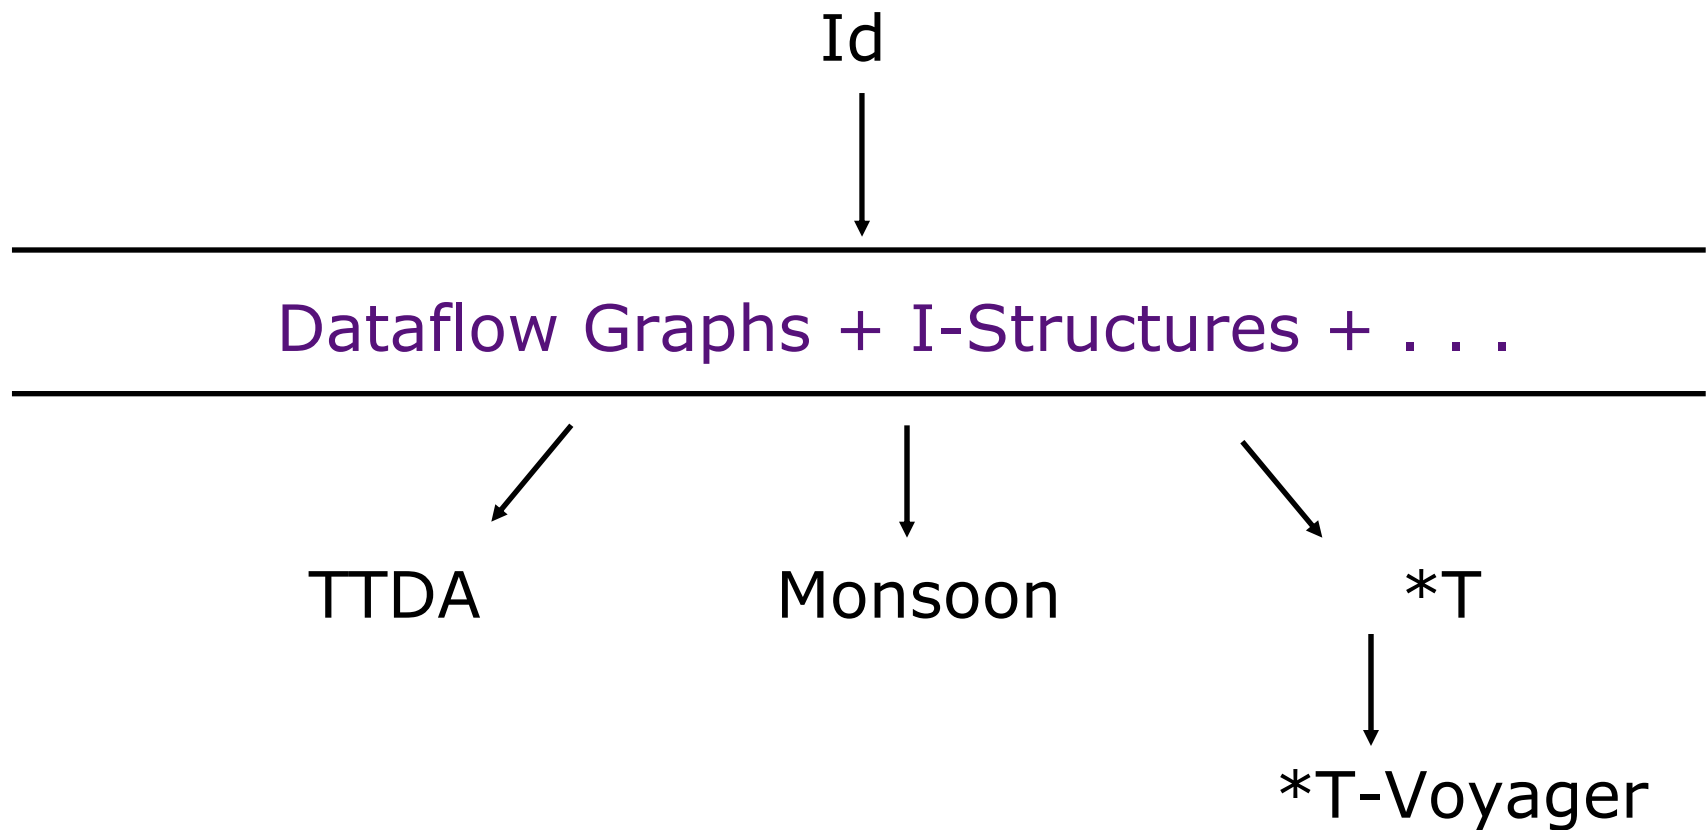 Id
Dataflow Graphs + I-Structures + . . .
TTDA Monsoon *T
*T-Voyager